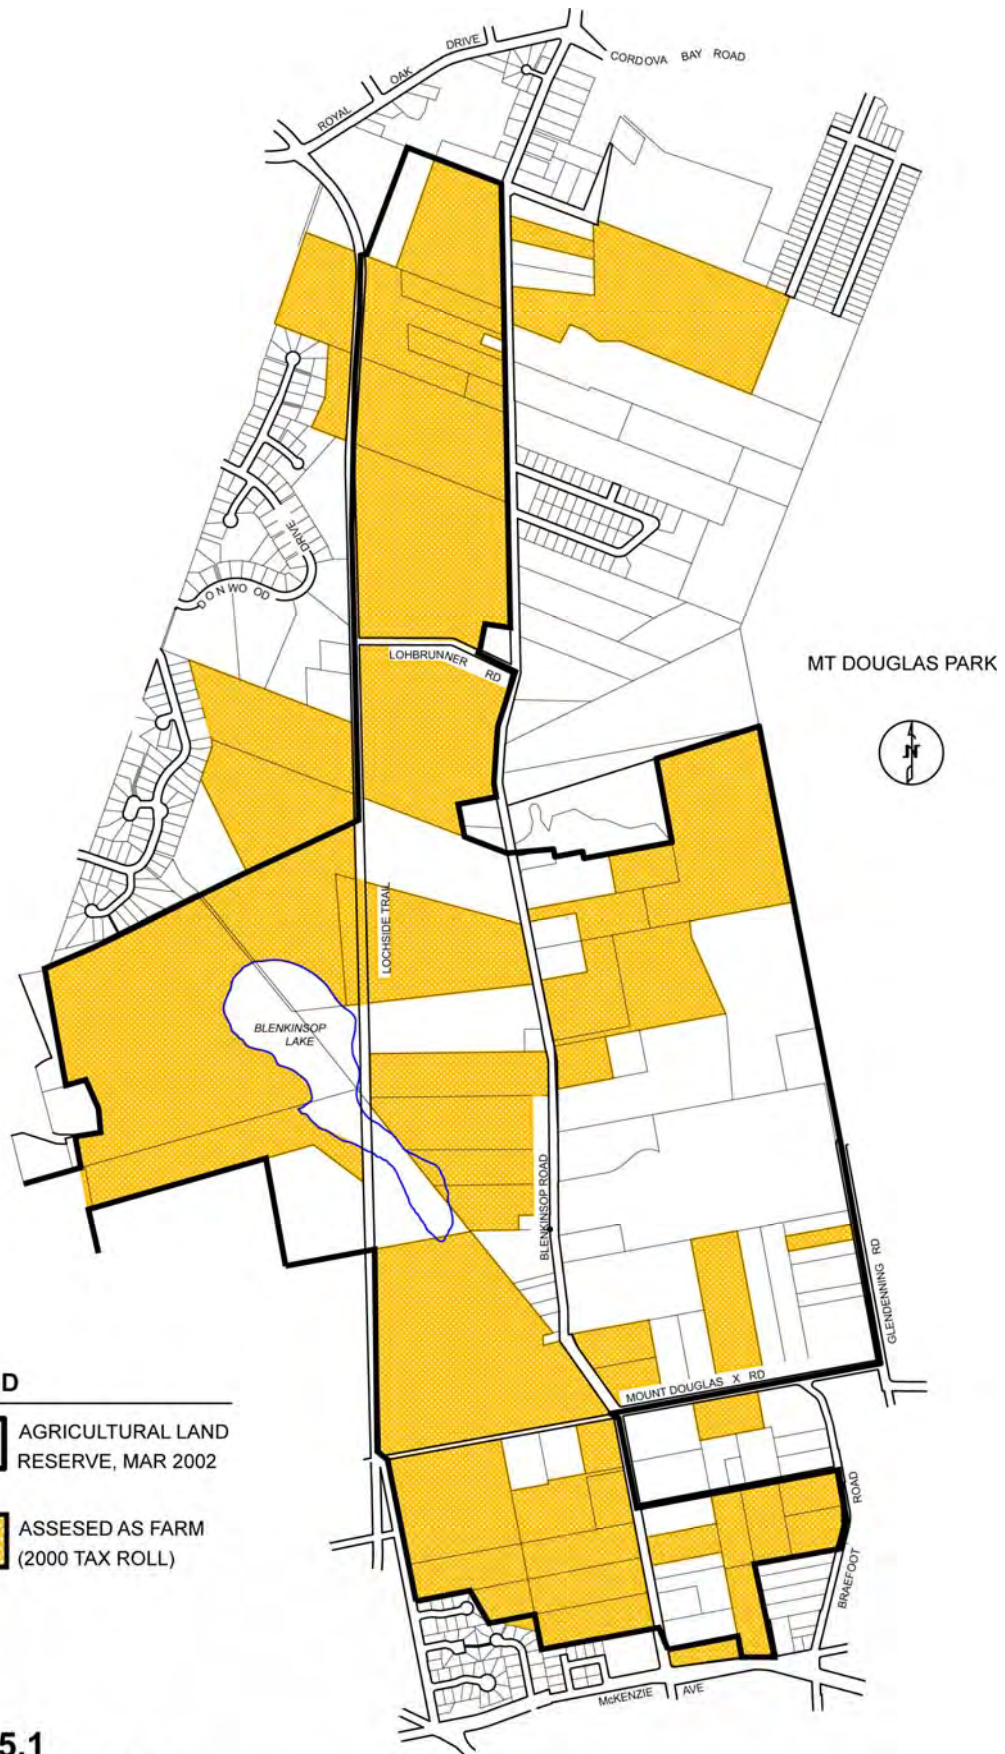 DRIVE
CORDOVA BAY ROAD
OAK
ROYAL
DRIVE
DONWOOD
LOHBRUNNER RD
MT DOUGLAS PARK
N
LOCHSIDE TRAIL
BLENKINSOP
LAKE
BLENKINSOP ROAD
GLENDENNING RD
MOUNT DOUGLAS X RD
D
AGRICULTURAL LAND
RESERVE, MAR 2002
ASSESED AS FARM
(2000 TAX ROLL)
ROAD
BRAEFOOT
McKENZIE AVE
5.1